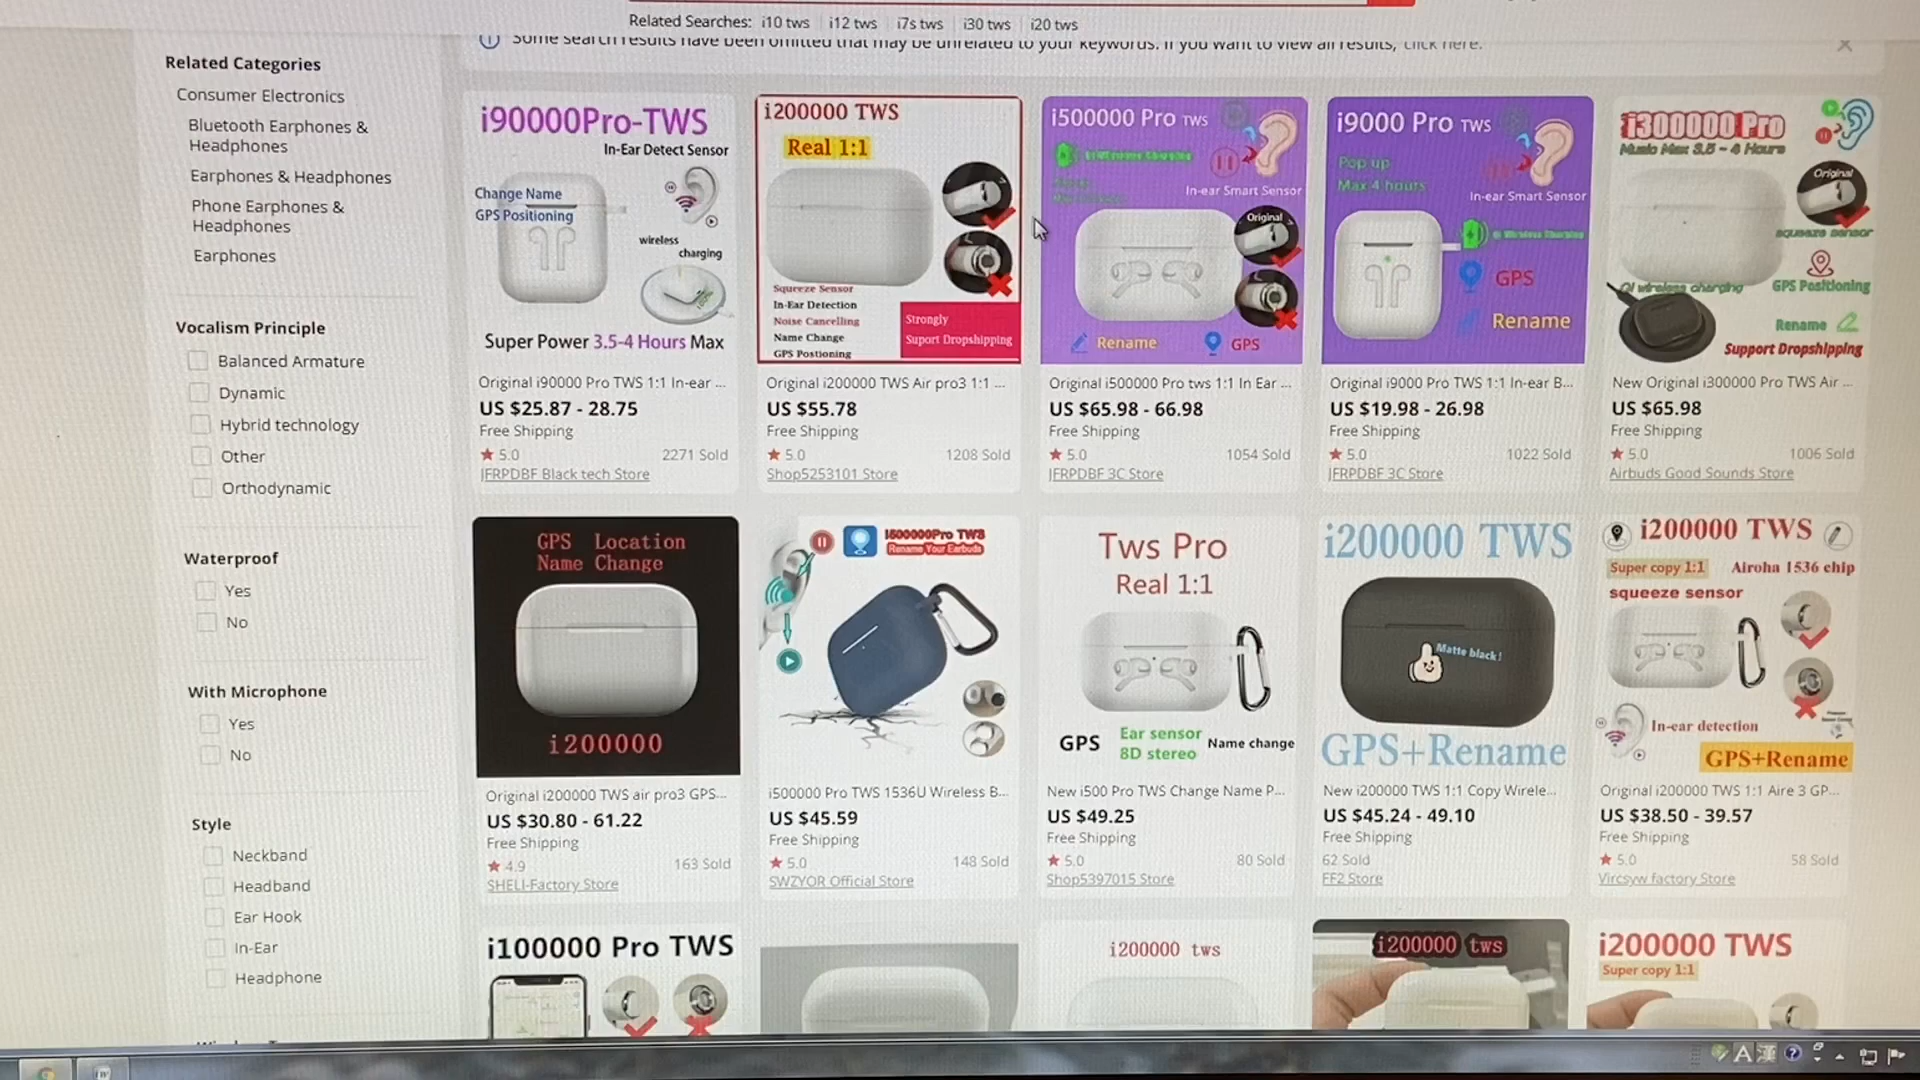 Related Searches: i10 tws i12 tws i7s tws i30 tws i20 tws
Some search results have been omitted that may be unrelated to your keywords. If you want to view all results, click here.
Related Categories
Consumer Electronics
Bluetooth Earphones &
Headphones
Earphones & Headphones
Phone Earphones &
Headphones
Earphones
Vocalism Principle
Balanced Armature
Dynamic
Hybrid technology
Other
Orthodynamic
Waterproof
Yes
No
With Microphone
Yes
No
Style
Neckband
Headband
Ear Hook
In-Ear
Headphone
i90000Pro-TWS
In-Ear Detect Sensor
Change Name
GPS Positioning
wireless
charging
Super Power 3.5-4 Hours Max
Original i90000 Pro TWS 1:1 In-ear ...
US $25.87 - 28.75
Free Shipping
5.0 2271 Sold
JFRPDBF Black tech Store
i200000 TWS
Real 1:1
Squeeze Sensor
In-Ear Detection
Noise Cancelling
Name Change
GPS Postioning
Strongly
Suport Dropshipping
Original i200000 TWS Air pro3 1:1 ...
US $55.78
Free Shipping
5.0 1208 Sold
Shop5253101 Store
i500000 Pro TWS
In-ear Smart Sensor
Original
Rename
GPS
Original i500000 Pro tws 1:1 In Ear ...
US $65.98 - 66.98
Free Shipping
5.0 1054 Sold
JFRPDBF 3C Store
i9000 Pro TWS
Pop up
Max 4 hours
In-ear Smart Sensor
Qi Wireless Charging
GPS
Rename
Original i9000 Pro TWS 1:1 In-ear B...
US $19.98 - 26.98
Free Shipping
5.0 1022 Sold
JFRPDBF 3C Store
i300000 Pro
Music Max 3.5 - 4 Hours
Original
squeeze sensor
QI wireless charging
GPS Positioning
Rename
Support Dropshipping
New Original i300000 Pro TWS Air ...
US $65.98
Free Shipping
5.0 1006 Sold
Airbuds Good Sounds Store
GPS Location
Name Change
i200000
Original i200000 TWS air pro3 GPS...
US $30.80 - 61.22
Free Shipping
4.9 163 Sold
SHELI-Factory Store
i500000Pro TWS
Rename Your Earbuds
i500000 Pro TWS 1536U Wireless B...
US $45.59
Free Shipping
5.0 148 Sold
SWZYOR Official Store
Tws Pro
Real 1:1
GPS
Ear sensor
8D stereo
Name change
New i500 Pro TWS Change Name P...
US $49.25
Free Shipping
5.0 80 Sold
Shop5397015 Store
i200000 TWS
Matte black!
GPS+Rename
New i200000 TWS 1:1 Copy Wirele...
US $45.24 - 49.10
Free Shipping
62 Sold
FF2 Store
i200000 TWS
Super copy 1:1 Airoha 1536 chip
squeeze sensor
In-ear detection
GPS+Rename
Original i200000 TWS 1:1 Aire 3 GP...
US $38.50 - 39.57
Free Shipping
5.0 58 Sold
Vircsyw factory Store
i100000 Pro TWS
i200000 tws
i200000 tws
i200000 TWS
Super copy 1:1